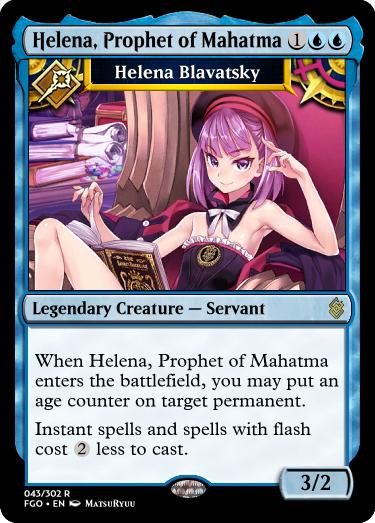 Helena, Prophet of Mahatma 1
Helena Blavatsky
Legendary Creature — Servant
When Helena, Prophet of Mahatma
enters the battlefield, you may put an
age counter on target permanent.
Instant spells and spells with flash
cost 2 less to cast.
3/2
043/302 R
FGO • EN MatsuRyuu